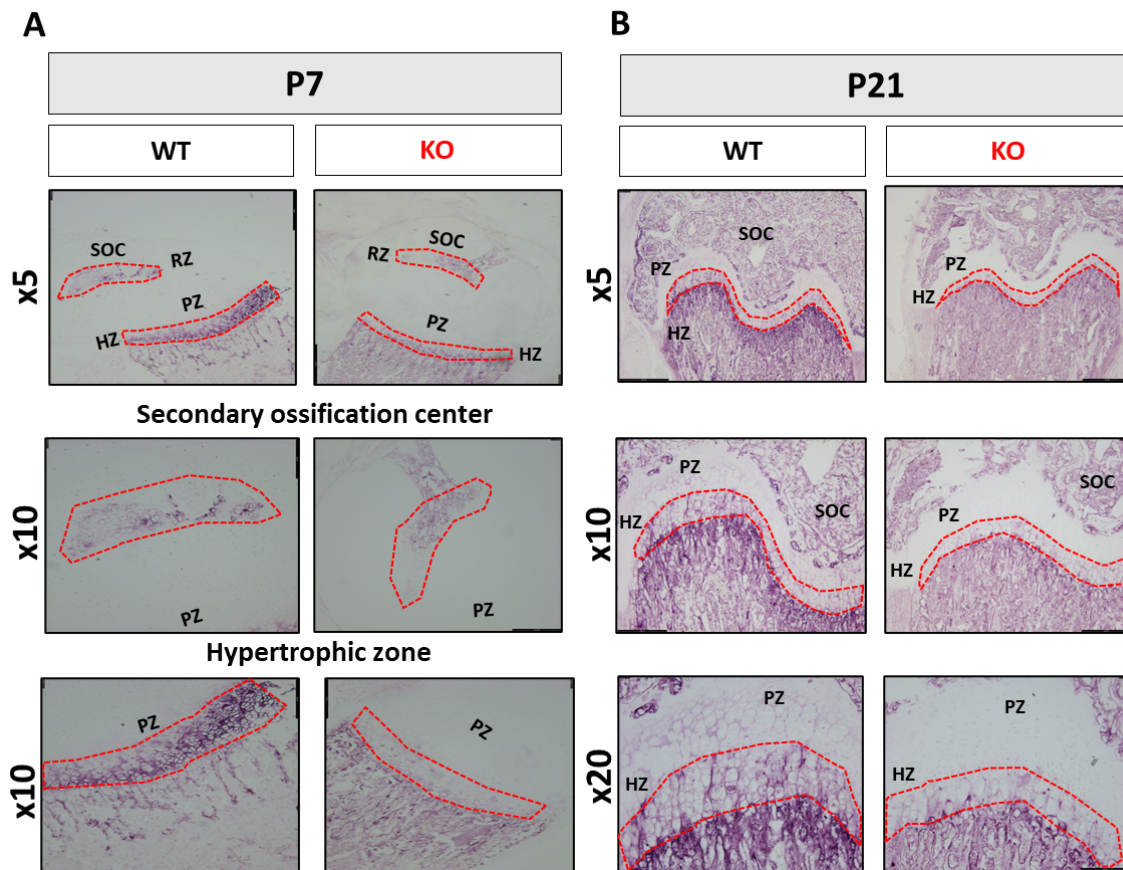 A
B
P7
P21
WT
KO
WT
KO
x5
SOC
RZ
PZ
HZ
SOC
RZ
PZ
HZ
x5
SOC
PZ
HZ
PZ
HZ
Secondary ossification center
x10
PZ
PZ
x10
PZ
HZ
SOC
PZ
SOC
HZ
Hypertrophic zone
x10
PZ
PZ
x20
PZ
HZ
PZ
HZ